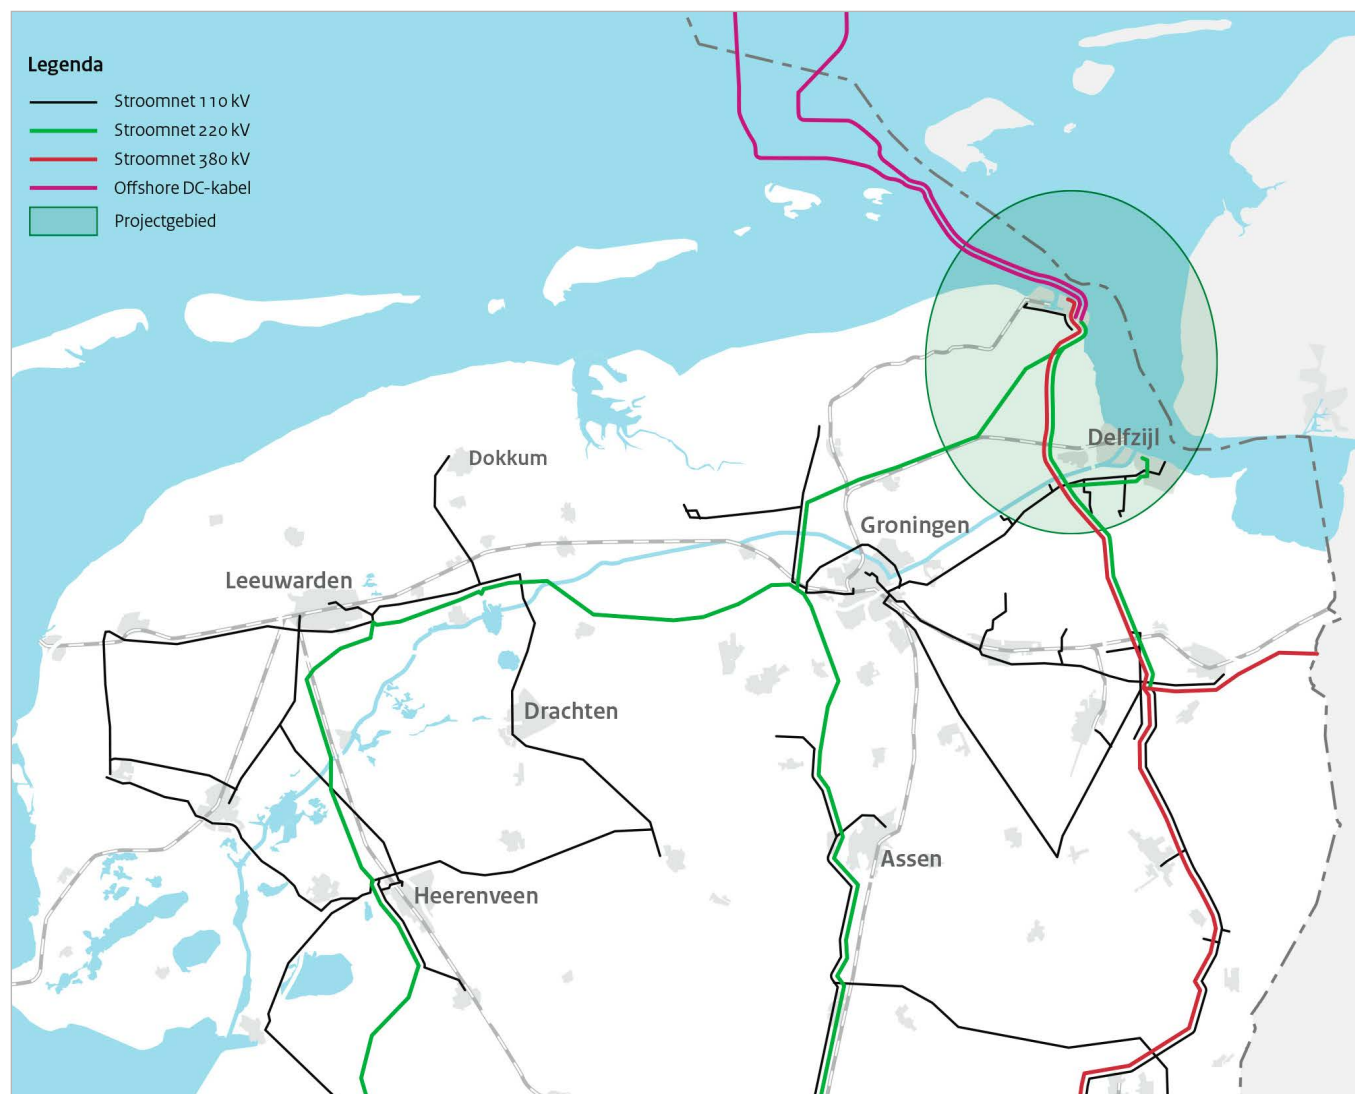 Legenda
Stroomnet 110 kV
Stroomnet 220 kV
Stroomnet 380 kV
Offshore DC-kabel
Projectgebied
Delfzijl
Dokkum
Groningen
Leeuwarden
Drachten
Assen
Heerenveen